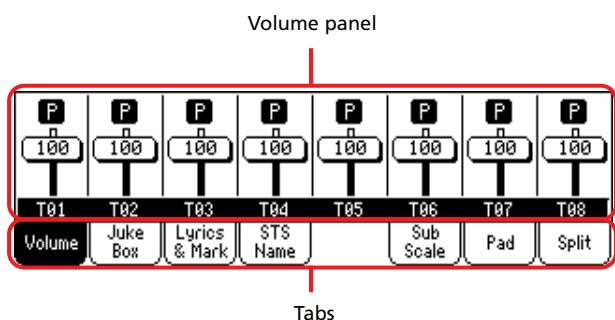 Volume panel
P P P P P P P P
100 100 100 100 100 100 100 100
T01 T02 T03 T04 T05 T06 T07 T08
Volume Juke Box Lyrics & Mark STS Name Sub Scale Pad Split
Tabs